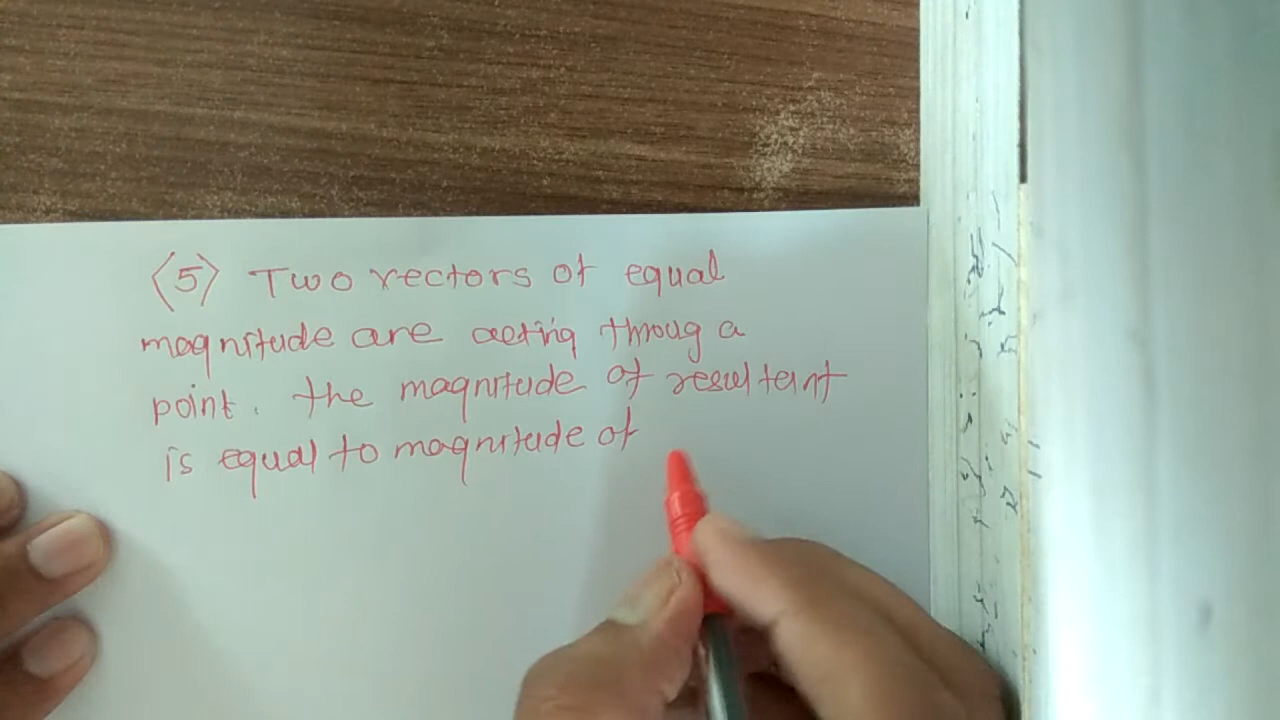 (5) Two vectors of equal
magnitude are acting throug a
point. the magnitude of resultant
is equal to magnitude of